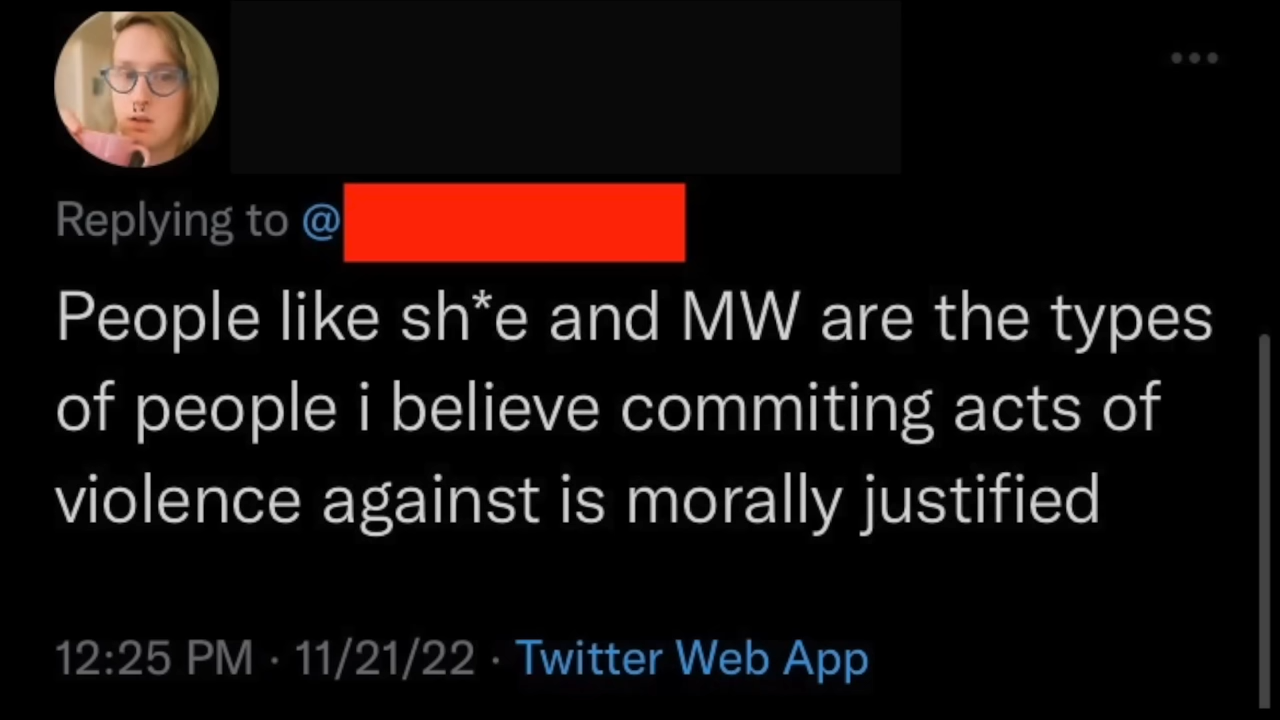 Replying to @
People like sh*e and MW are the types
of people i believe commiting acts of
violence against is morally justified
12:25 PM · 11/21/22 · Twitter Web App